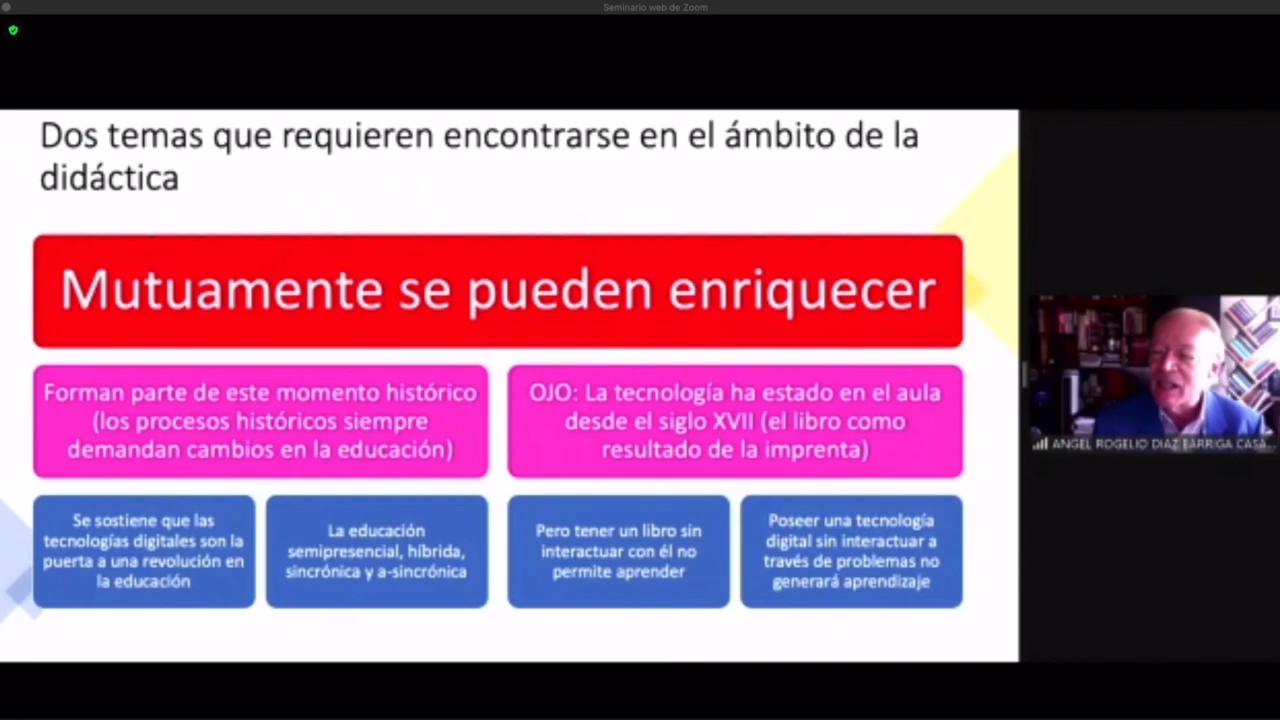 Seminario web de Zoom
Dos temas que requieren encontrarse en el ámbito de la
didáctica
Mutuamente se pueden enriquecer
Forman parte de este momento histórico
(los procesos históricos siempre
demandan cambios en la educación)
OJO: La tecnología ha estado en el aula
desde el siglo XVII (el libro como
resultado de la imprenta)
Se sostiene que las
tecnologías digitales son la
puerta a una revolución en
la educación
La educación
semipresencial, híbrida,
sincrónica y a-sincrónica
Pero tener un libro sin
interactuar con él no
permite aprender
Poseer una tecnología
digital sin interactuar a
través de problemas no
generará aprendizaje
ANGEL ROGELIO DIAZ BARRIGA CASA...